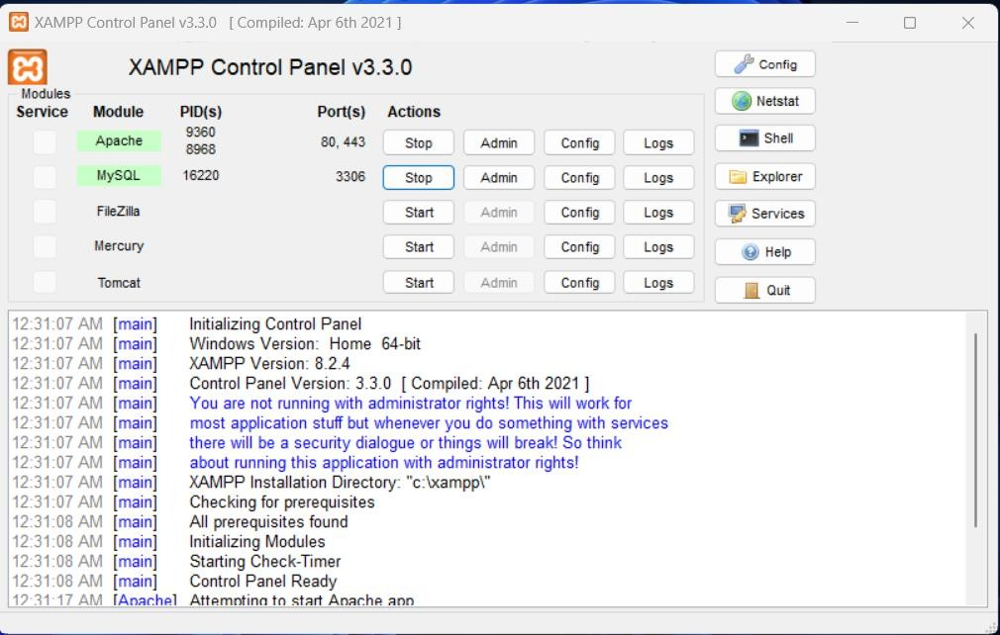 XAMPP Control Panel v3.3.0 [ Compiled: Apr 6th 2021 ]
XAMPP Control Panel v3.3.0
Config
Modules
Service Module PID(s) Port(s) Actions
Netstat
Apache 9360 8968 80, 443 Stop Admin Config Logs
Shell
MySQL 16220 3306 Stop Admin Config Logs
Explorer
FileZilla Start Admin Config Logs
Services
Mercury Start Admin Config Logs
Help
Tomcat Start Admin Config Logs
Quit
12:31:07 AM [main] Initializing Control Panel
12:31:07 AM [main] Windows Version: Home 64-bit
12:31:07 AM [main] XAMPP Version: 8.2.4
12:31:07 AM [main] Control Panel Version: 3.3.0 [ Compiled: Apr 6th 2021 ]
12:31:07 AM [main] You are not running with administrator rights! This will work for
12:31:07 AM [main] most application stuff but whenever you do something with services
12:31:07 AM [main] there will be a security dialogue or things will break! So think
12:31:07 AM [main] about running this application with administrator rights!
12:31:07 AM [main] XAMPP Installation Directory: "c:\xampp\"
12:31:07 AM [main] Checking for prerequisites
12:31:08 AM [main] All prerequisites found
12:31:08 AM [main] Initializing Modules
12:31:08 AM [main] Starting Check-Timer
12:31:08 AM [main] Control Panel Ready
12:31:17 AM [Apache] Attempting to start Apache app